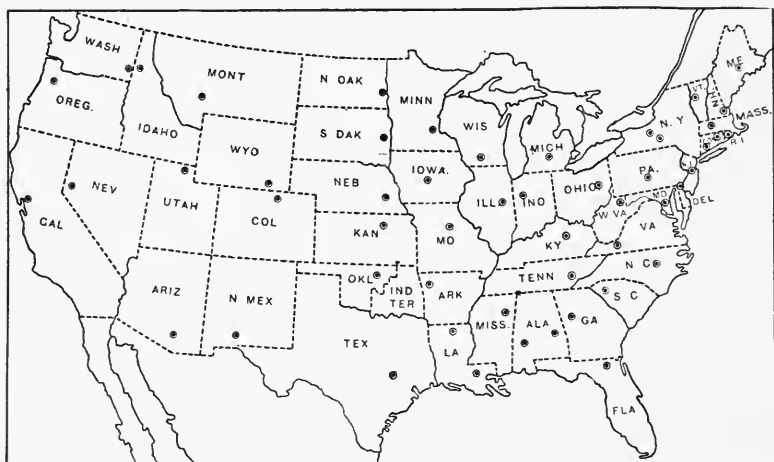 WASH
MONT
N OAK
MINN
OREG.
IDAHO
S DAK
WIS
MICH
N.Y
VT.
N H
ME
MASS.
R I
WYO
IOWA.
NEB
NEV
UTAH
COL
ILL
INO
OHIO
PA.
N.J
MD
DEL
W VA
VA
CAL
KAN
MO
KY
ARIZ
N MEX
OKL
IND
TER
ARK
TENN
N C
S C
TEX
LA
MISS.
ALA
GA
FLA